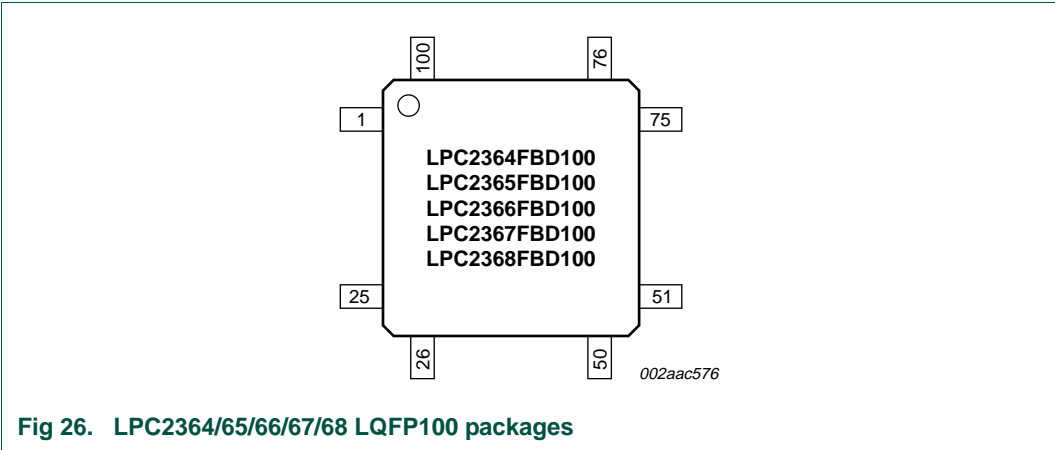 100
76
1
75
LPC2364FBD100
LPC2365FBD100
LPC2366FBD100
LPC2367FBD100
LPC2368FBD100
25
51
26
50
002aac576
Fig 26. LPC2364/65/66/67/68 LQFP100 packages